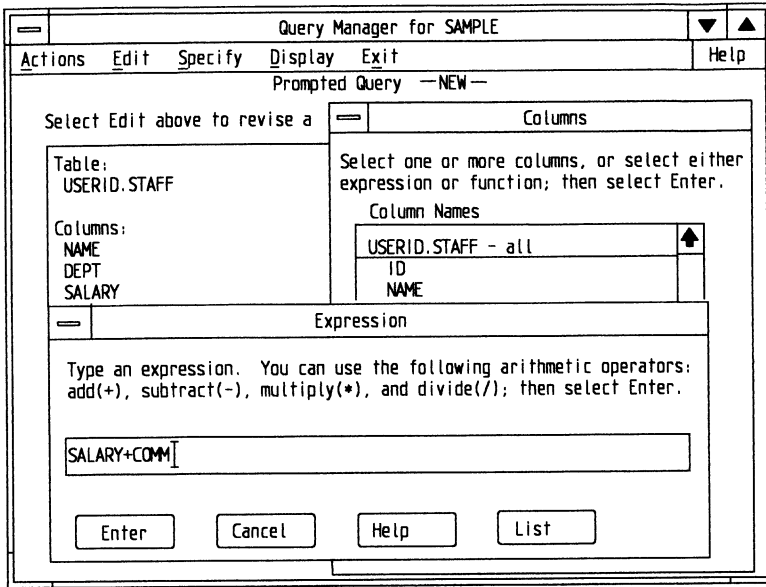 Query Manager for SAMPLE
Actions Edit Specify Display Exit Help
Prompted Query —NEW—
Select Edit above to revise a
Table:
USERID.STAFF
Columns:
NAME
DEPT
SALARY
Columns
Select one or more columns, or select either
expression or function; then select Enter.
Column Names
USERID.STAFF - all
ID
NAME
Expression
Type an expression. You can use the following arithmetic operators:
add(+), subtract(-), multiply(*), and divide(/); then select Enter.
SALARY+COMM
Enter Cancel Help List